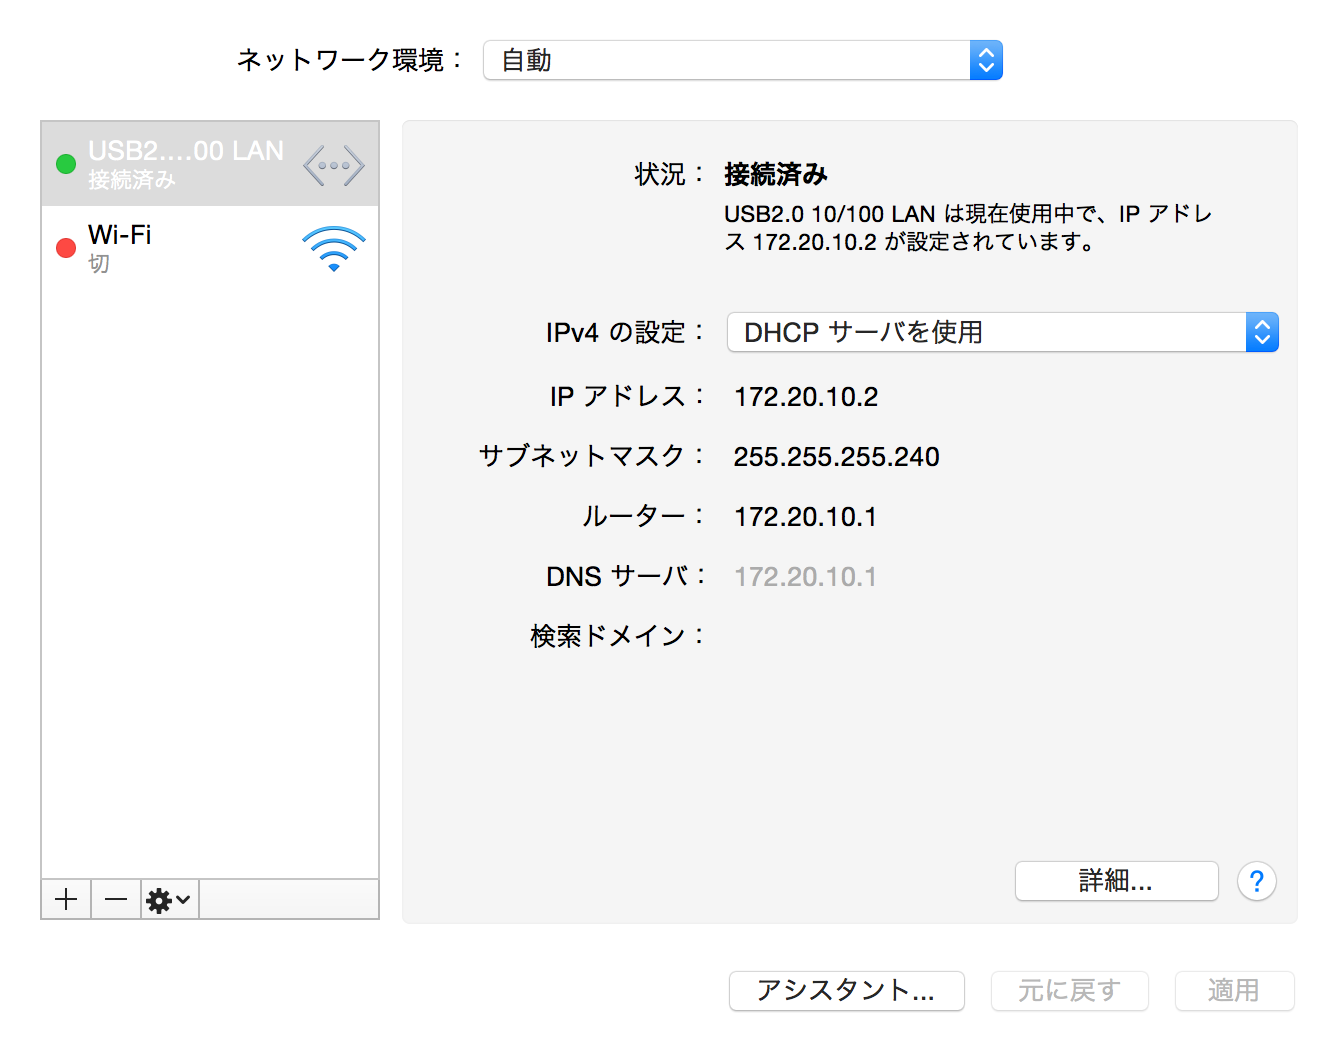 ネットワーク環境：
自動
USB2....00 LAN
接続済み
Wi-Fi
切
状況： 接続済み
USB2.0 10/100 LAN は現在使用中で、IP アドレ
ス 172.20.10.2 が設定されています。
IPv4 の設定： DHCP サーバを使用
IP アドレス： 172.20.10.2
サブネットマスク： 255.255.255.240
ルーター： 172.20.10.1
DNS サーバ： 172.20.10.1
検索ドメイン：
詳細... ?
アシスタント... 元に戻す 適用